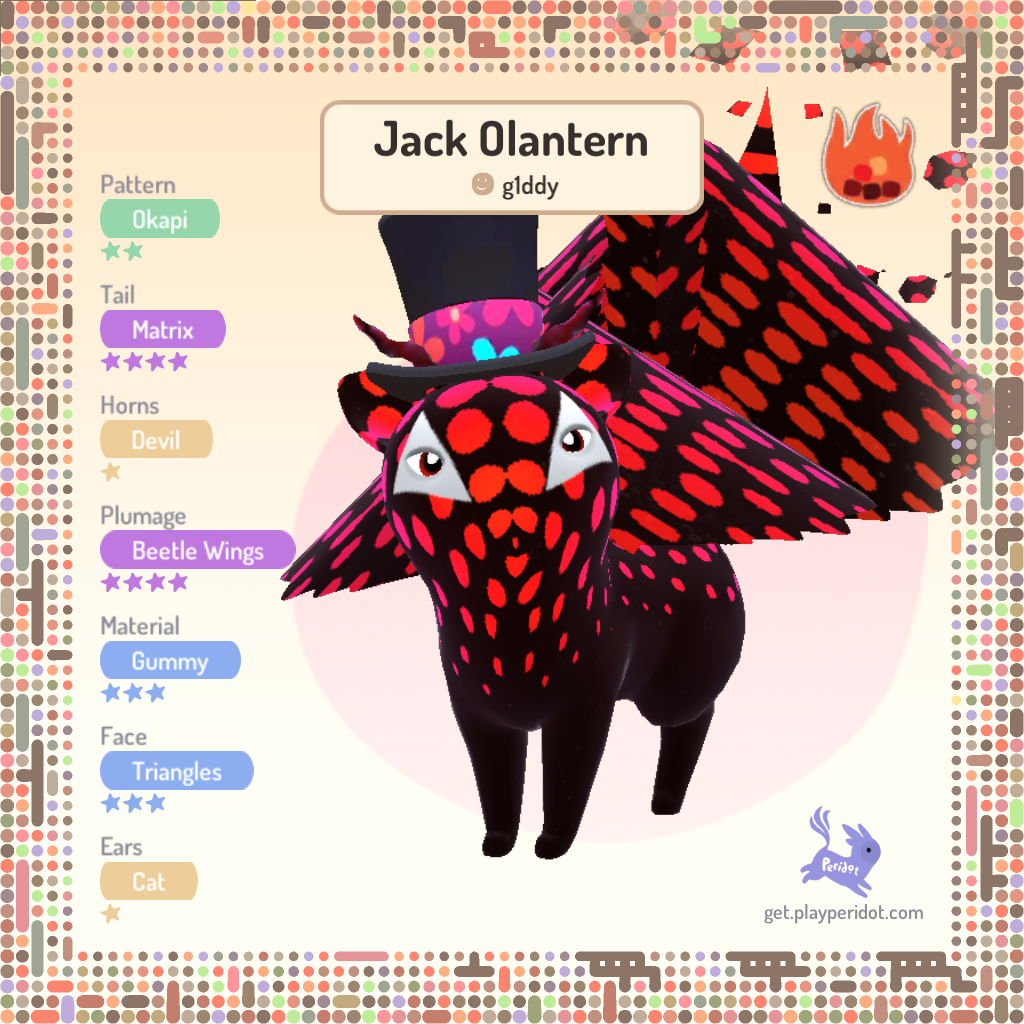 Jack Olantern
g1ddy
Pattern
Okapi
Tail
Matrix
Horns
Devil
Plumage
Beetle Wings
Material
Gummy
Face
Triangles
Ears
Cat
Peridot
get.playperidot.com